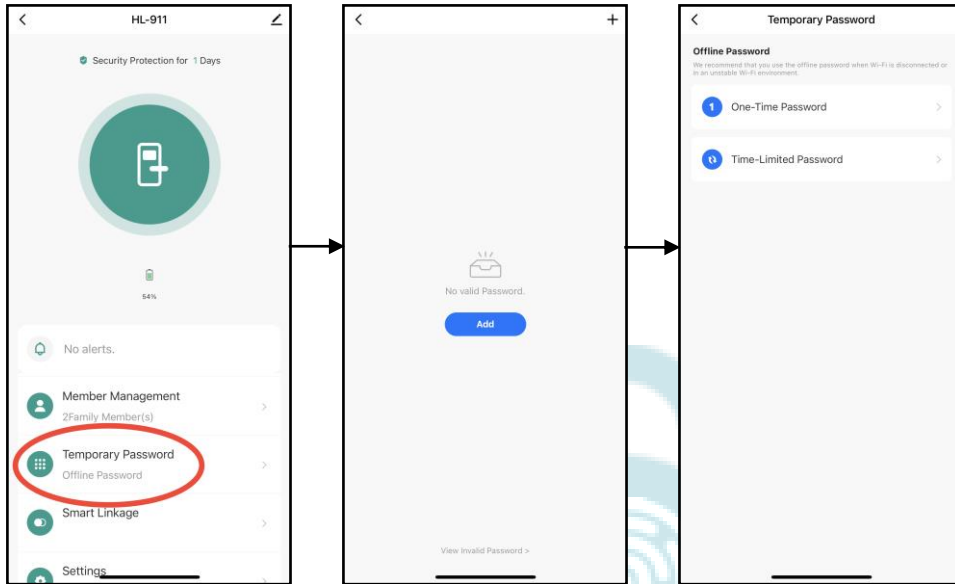 HL-911
Security Protection for 1 Days
54%
No alerts.
Member Management
2Family Member(s)
Temporary Password
Offline Password
Smart Linkage
Settings
No valid Password.
Add
View Invalid Password >
Temporary Password
Offline Password
We recommend that you use the offline password when Wi-Fi is disconnected or
in an unstable Wi-Fi environment.
1 One-Time Password
Time-Limited Password